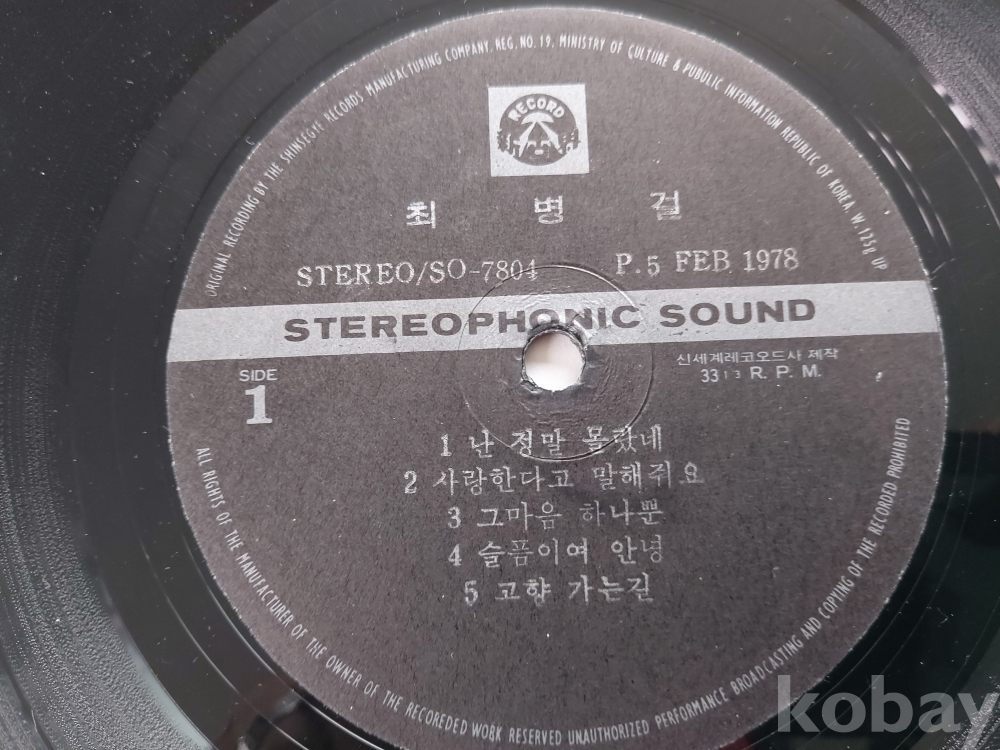 ORIGINAL RECORDING BY THE SHINSEGYE RECORDS MANUFACTURING COMPANY. REG. NO. 19. MINISTRY OF CULTURE & PUBULIC INFORMATION REPUBLIC OF KOREA. W. 125g UP
RECORD
최 병 걸
STEREO/SO-7804 P.5 FEB 1978
STEREOPHONIC SOUND
신세계레코오드사 제작
SIDE
33 1 3 R. P. M.
1
1 난 정말 몰랐네
2 사랑한다고 말해줘요
3 그마음 하나뿐
4 슬픔이여 안녕
5 고향 가는길
ALL RIGHTS OF THE MANUFACTURER OF THE OWNER OF THE RECOREDED WORK RESERVED UNAUTHORIZED PERFORMANCE BROADCASTING AND COPYING OF THE RECORDED PROHIBITED
kobay